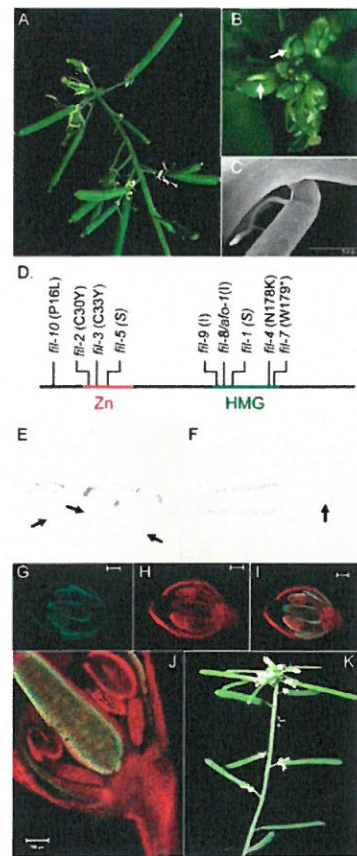 A
B
C
D.
fil-10 (P16L)
fil-2 (C30Y)
fil-3 (C33Y)
fil-5 (S)
fil-9 (I)
fil-8/afo-1(I)
fil-1 (S)
fil-4 (N178K)
fil-7 (W179*)
Zn
HMG
E
F
G
H
I
J
K